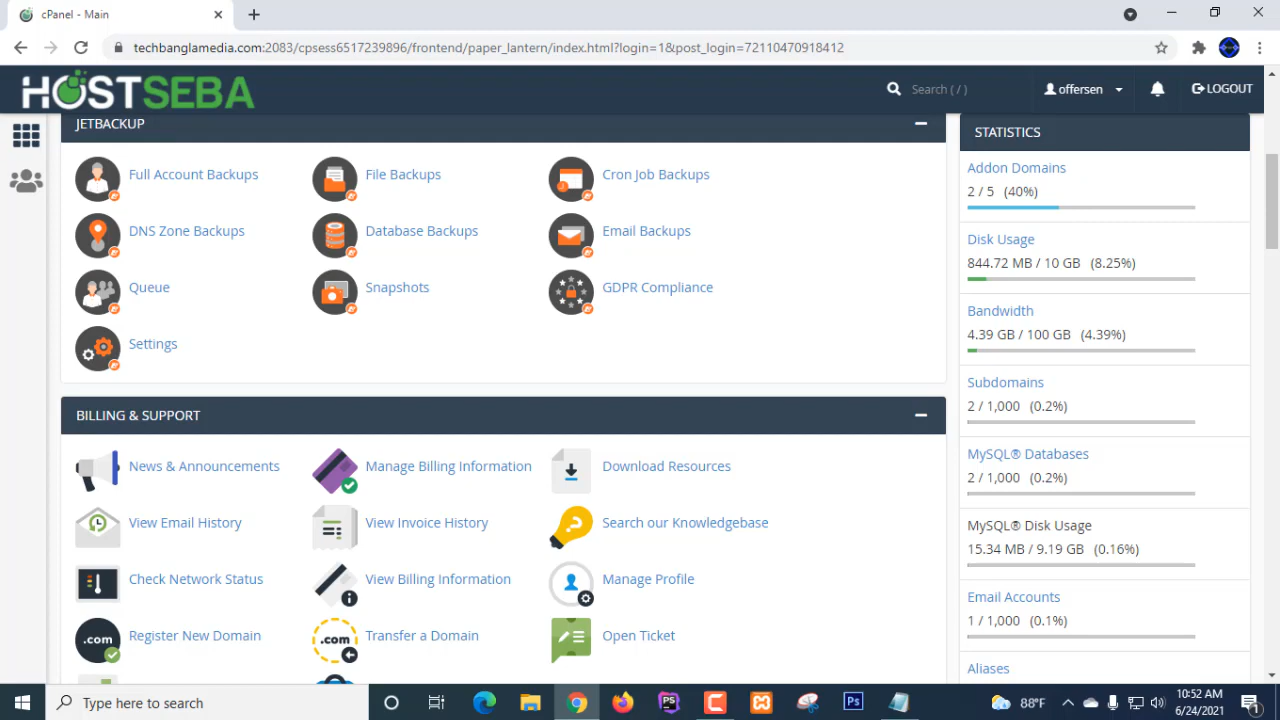 cPanel - Main
techbanglamedia.com:2083/cpsess6517239896/frontend/paper_lantern/index.html?login=1&post_login=72110470918412
HOSTSEBA
Search ( / )
offersen
LOGOUT
JETBACKUP
Full Account Backups
File Backups
Cron Job Backups
DNS Zone Backups
Database Backups
Email Backups
Queue
Snapshots
GDPR Compliance
Settings
BILLING & SUPPORT
News & Announcements
Manage Billing Information
Download Resources
View Email History
View Invoice History
Search our Knowledgebase
Check Network Status
View Billing Information
Manage Profile
.com
Register New Domain
.com
Transfer a Domain
Open Ticket
STATISTICS
Addon Domains
2 / 5 (40%)
Disk Usage
844.72 MB / 10 GB (8.25%)
Bandwidth
4.39 GB / 100 GB (4.39%)
Subdomains
2 / 1,000 (0.2%)
MySQL® Databases
2 / 1,000 (0.2%)
MySQL® Disk Usage
15.34 MB / 9.19 GB (0.16%)
Email Accounts
1 / 1,000 (0.1%)
Aliases
Type here to search
PS
Ps
88°F
10:52 AM
6/24/2021
1